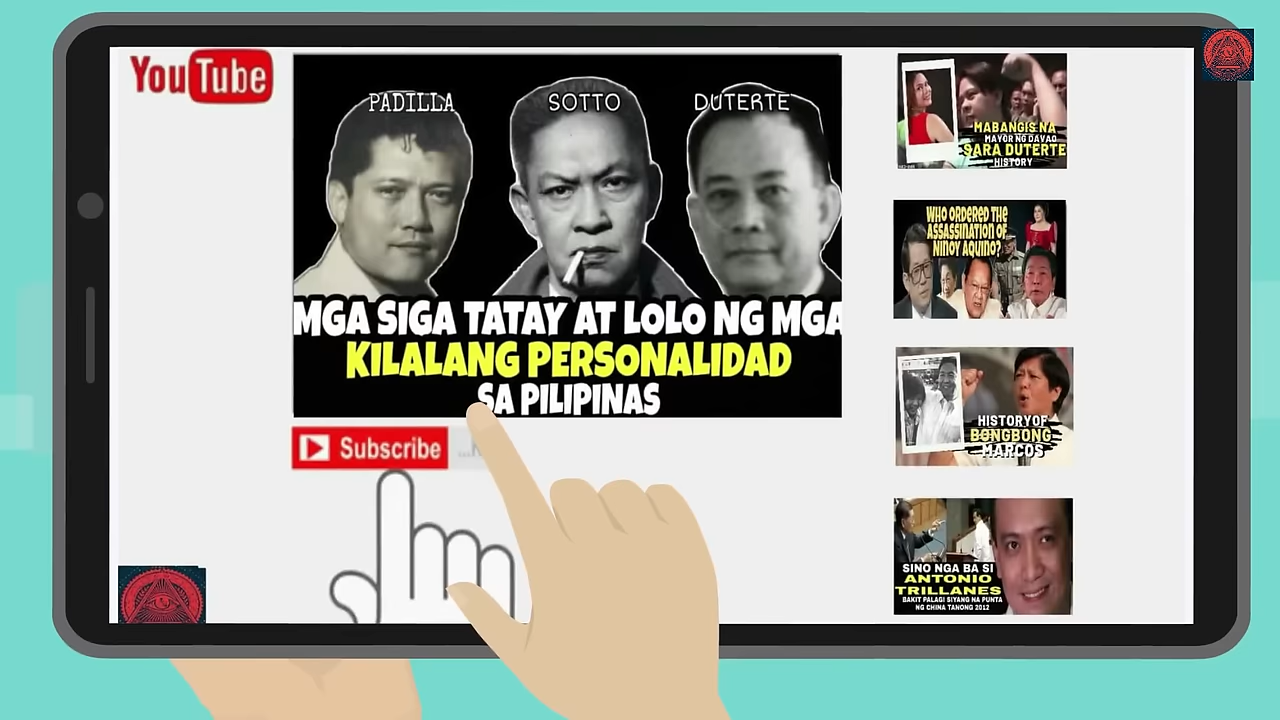 YouTube
PADILLA
SOTTO
DUTERTE
MGA SIGA TATAY AT LOLO NG MGA
KILALANG PERSONALIDAD
SA PILIPINAS
Subscribe
MABANGIS NA
MAYOR NG DAVAO
SARA DUTERTE
HISTORY
WHO ORDERED THE
ASSASSINATION OF
NINOY AQUINO?
HISTORY OF
BONGBONG
MARCOS
SINO NGA BA SI
ANTONIO
TRILLANES
BAKIT PALAGI SIYANG NA PUNTA
NG CHINA TANONG 2012